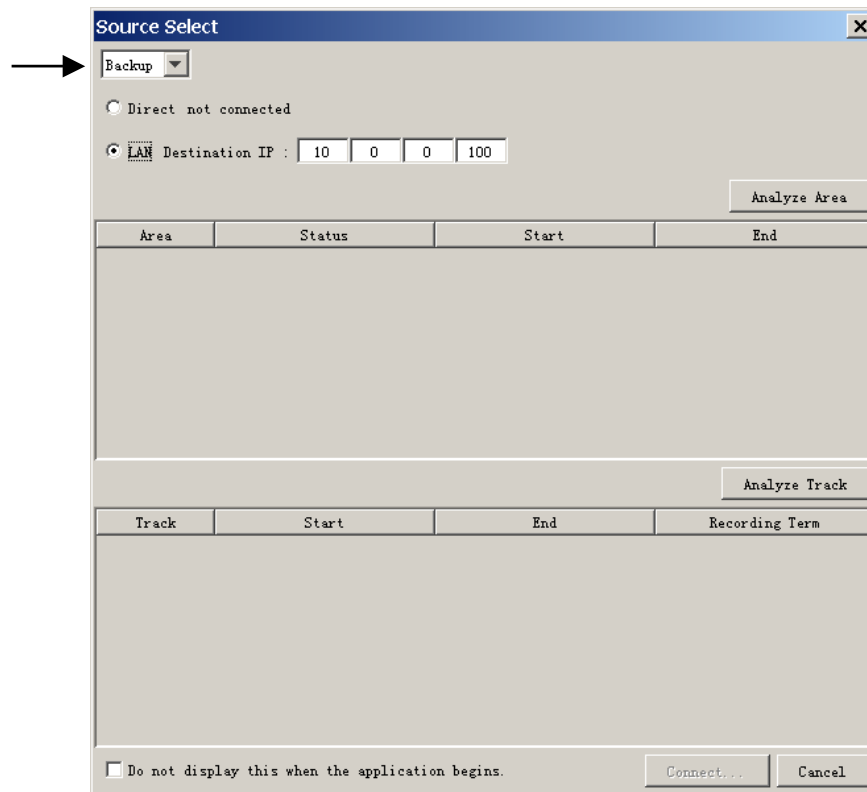 Source Select
Backup
Direct not connected
LAN Destination IP : 10 0 0 100
Analyze Area
Area Status Start End
Analyze Track
Track Start End Recording Term
Do not display this when the application begins. Connect... Cancel